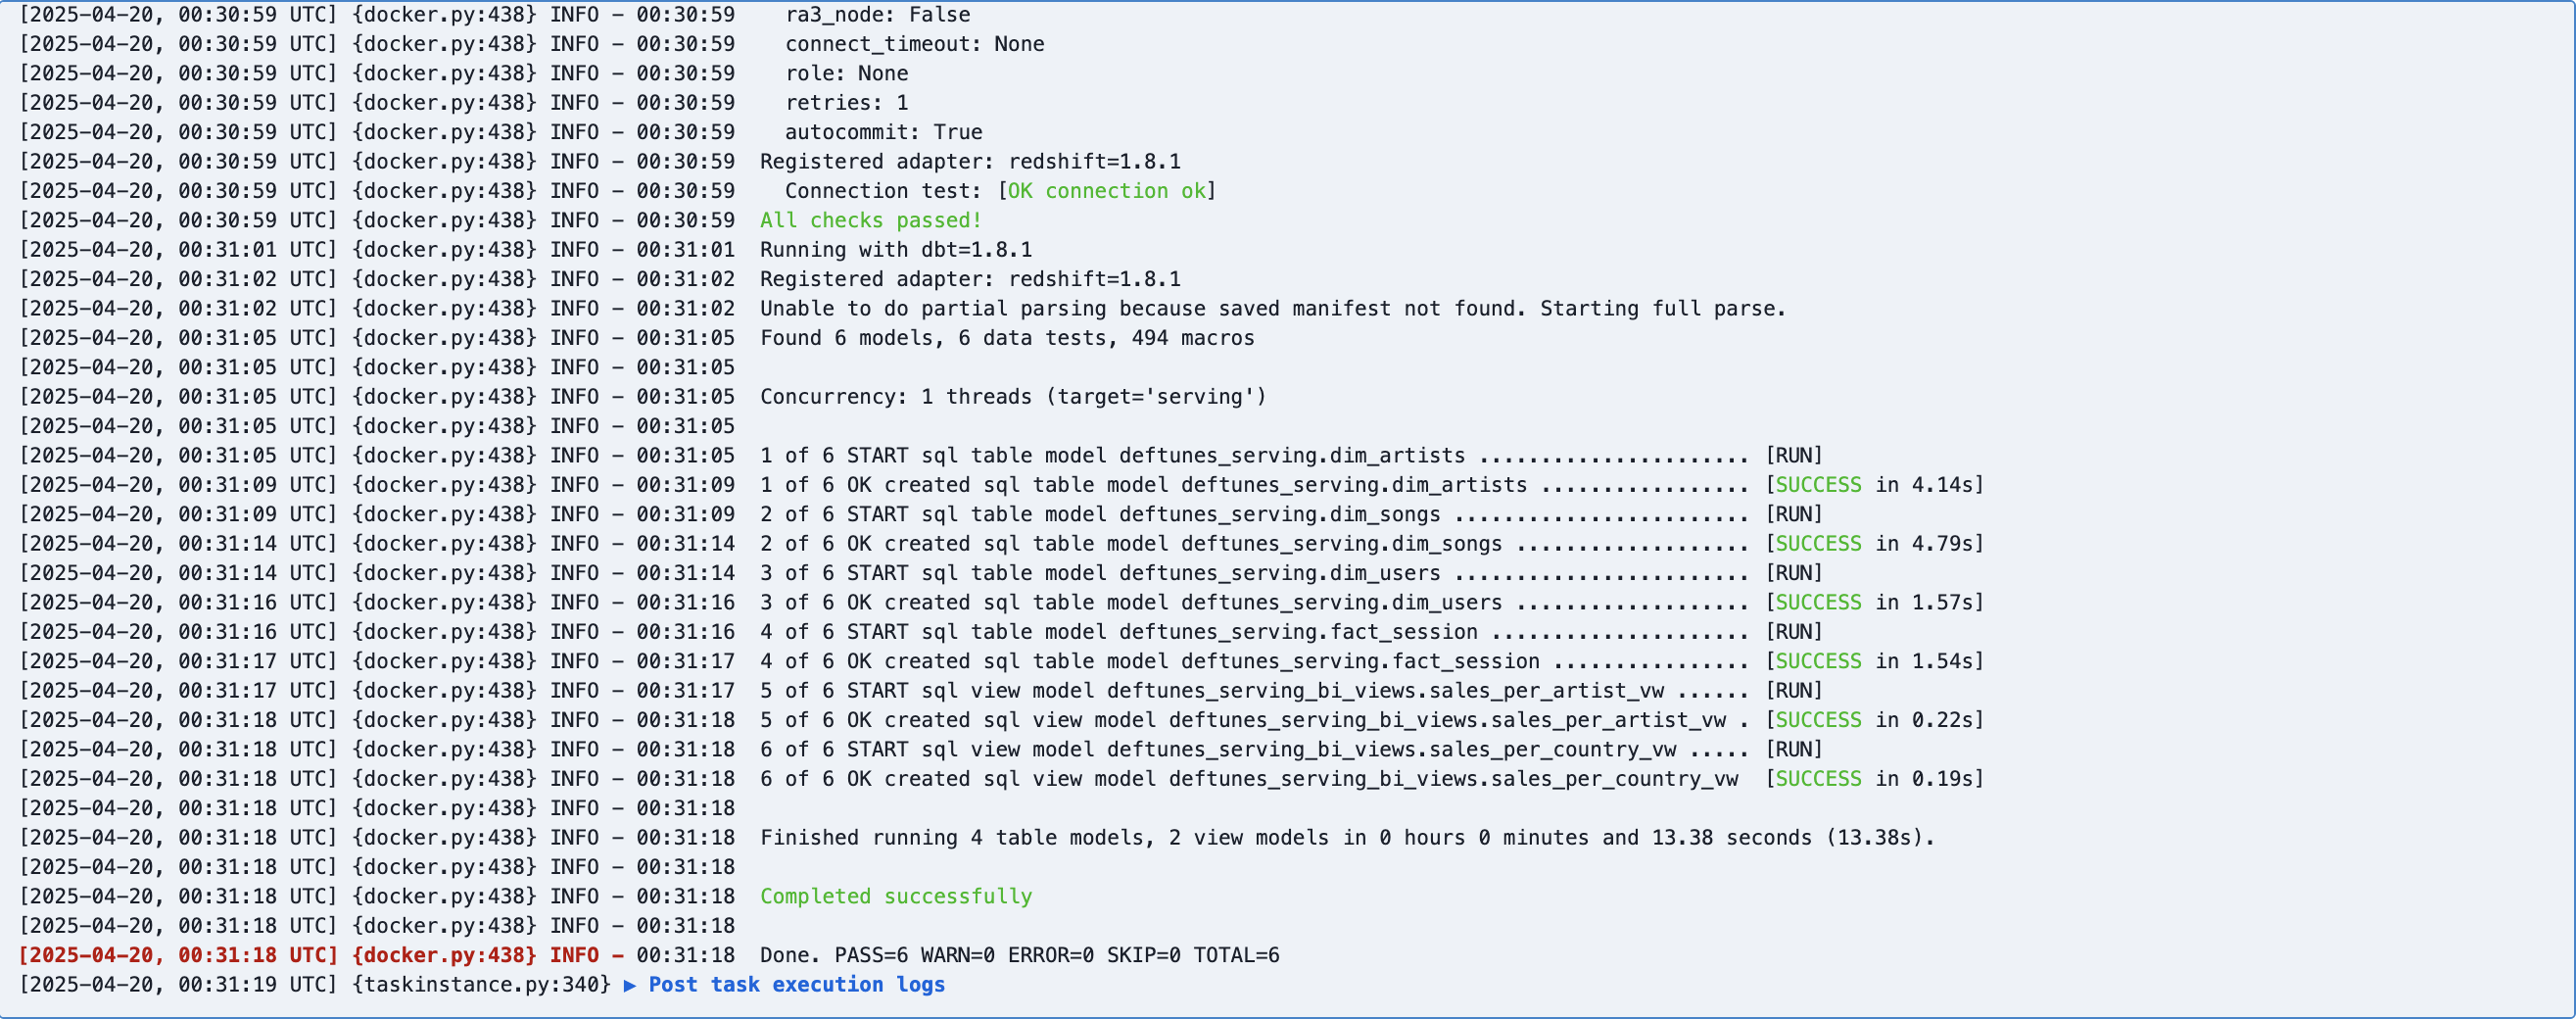 [2025-04-20, 00:30:59 UTC] {docker.py:438} INFO - 00:30:59    ra3_node: False
[2025-04-20, 00:30:59 UTC] {docker.py:438} INFO - 00:30:59    connect_timeout: None
[2025-04-20, 00:30:59 UTC] {docker.py:438} INFO - 00:30:59    role: None
[2025-04-20, 00:30:59 UTC] {docker.py:438} INFO - 00:30:59    retries: 1
[2025-04-20, 00:30:59 UTC] {docker.py:438} INFO - 00:30:59    autocommit: True
[2025-04-20, 00:30:59 UTC] {docker.py:438} INFO - 00:30:59  Registered adapter: redshift=1.8.1
[2025-04-20, 00:30:59 UTC] {docker.py:438} INFO - 00:30:59    Connection test: [OK connection ok]
[2025-04-20, 00:30:59 UTC] {docker.py:438} INFO - 00:30:59  All checks passed!
[2025-04-20, 00:31:01 UTC] {docker.py:438} INFO - 00:31:01  Running with dbt=1.8.1
[2025-04-20, 00:31:02 UTC] {docker.py:438} INFO - 00:31:02  Registered adapter: redshift=1.8.1
[2025-04-20, 00:31:02 UTC] {docker.py:438} INFO - 00:31:02  Unable to do partial parsing because saved manifest not found. Starting full parse.
[2025-04-20, 00:31:05 UTC] {docker.py:438} INFO - 00:31:05  Found 6 models, 6 data tests, 494 macros
[2025-04-20, 00:31:05 UTC] {docker.py:438} INFO - 00:31:05
[2025-04-20, 00:31:05 UTC] {docker.py:438} INFO - 00:31:05  Concurrency: 1 threads (target='serving')
[2025-04-20, 00:31:05 UTC] {docker.py:438} INFO - 00:31:05
[2025-04-20, 00:31:05 UTC] {docker.py:438} INFO - 00:31:05  1 of 6 START sql table model deftunes_serving.dim_artists ...................... [RUN]
[2025-04-20, 00:31:09 UTC] {docker.py:438} INFO - 00:31:09  1 of 6 OK created sql table model deftunes_serving.dim_artists ................. [SUCCESS in 4.14s]
[2025-04-20, 00:31:09 UTC] {docker.py:438} INFO - 00:31:09  2 of 6 START sql table model deftunes_serving.dim_songs ........................ [RUN]
[2025-04-20, 00:31:14 UTC] {docker.py:438} INFO - 00:31:14  2 of 6 OK created sql table model deftunes_serving.dim_songs ................... [SUCCESS in 4.79s]
[2025-04-20, 00:31:14 UTC] {docker.py:438} INFO - 00:31:14  3 of 6 START sql table model deftunes_serving.dim_users ........................ [RUN]
[2025-04-20, 00:31:16 UTC] {docker.py:438} INFO - 00:31:16  3 of 6 OK created sql table model deftunes_serving.dim_users ................... [SUCCESS in 1.57s]
[2025-04-20, 00:31:16 UTC] {docker.py:438} INFO - 00:31:16  4 of 6 START sql table model deftunes_serving.fact_session ..................... [RUN]
[2025-04-20, 00:31:17 UTC] {docker.py:438} INFO - 00:31:17  4 of 6 OK created sql table model deftunes_serving.fact_session ................ [SUCCESS in 1.54s]
[2025-04-20, 00:31:17 UTC] {docker.py:438} INFO - 00:31:17  5 of 6 START sql view model deftunes_serving_bi_views.sales_per_artist_vw ...... [RUN]
[2025-04-20, 00:31:18 UTC] {docker.py:438} INFO - 00:31:18  5 of 6 OK created sql view model deftunes_serving_bi_views.sales_per_artist_vw . [SUCCESS in 0.22s]
[2025-04-20, 00:31:18 UTC] {docker.py:438} INFO - 00:31:18  6 of 6 START sql view model deftunes_serving_bi_views.sales_per_country_vw ..... [RUN]
[2025-04-20, 00:31:18 UTC] {docker.py:438} INFO - 00:31:18  6 of 6 OK created sql view model deftunes_serving_bi_views.sales_per_country_vw  [SUCCESS in 0.19s]
[2025-04-20, 00:31:18 UTC] {docker.py:438} INFO - 00:31:18
[2025-04-20, 00:31:18 UTC] {docker.py:438} INFO - 00:31:18  Finished running 4 table models, 2 view models in 0 hours 0 minutes and 13.38 seconds (13.38s).
[2025-04-20, 00:31:18 UTC] {docker.py:438} INFO - 00:31:18
[2025-04-20, 00:31:18 UTC] {docker.py:438} INFO - 00:31:18  Completed successfully
[2025-04-20, 00:31:18 UTC] {docker.py:438} INFO - 00:31:18
[2025-04-20, 00:31:18 UTC] {docker.py:438} INFO - 00:31:18  Done. PASS=6 WARN=0 ERROR=0 SKIP=0 TOTAL=6
[2025-04-20, 00:31:19 UTC] {taskinstance.py:340} ▶ Post task execution logs